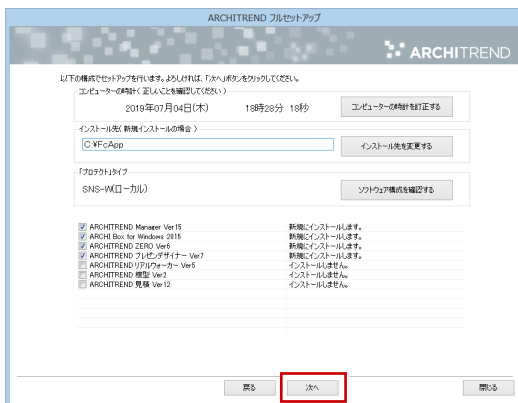 ARCHITREND フルセットアップ
ARCHITREND
以下の構成でセットアップを行います。よろしければ、「次へ」ボタンをクリックしてください。
コンピューターの時計( 正しいことを確認してください )
2019年07月04日(木) 18時28分 18秒 コンピューターの時計を訂正する
インストール先( 新規インストールの場合 )
C:¥FcApp インストール先を変更する
「プロテクト」タイプ
SNS-W(ローカル) ソフトウェア構成を確認する
ARCHITREND Manager Ver15 新規にインストールします。
ARCHI Box for Windows 2015 新規にインストールします。
ARCHITREND ZERO Ver6 新規にインストールします。
ARCHITREND プレゼンデザイナー Ver7 新規にインストールします。
ARCHITREND リアルウォーカー Ver5 インストールしません。
ARCHITREND 模型 Ver2 インストールしません。
ARCHITREND 見積 Ver12 インストールしません。
戻る 次へ 閉じる